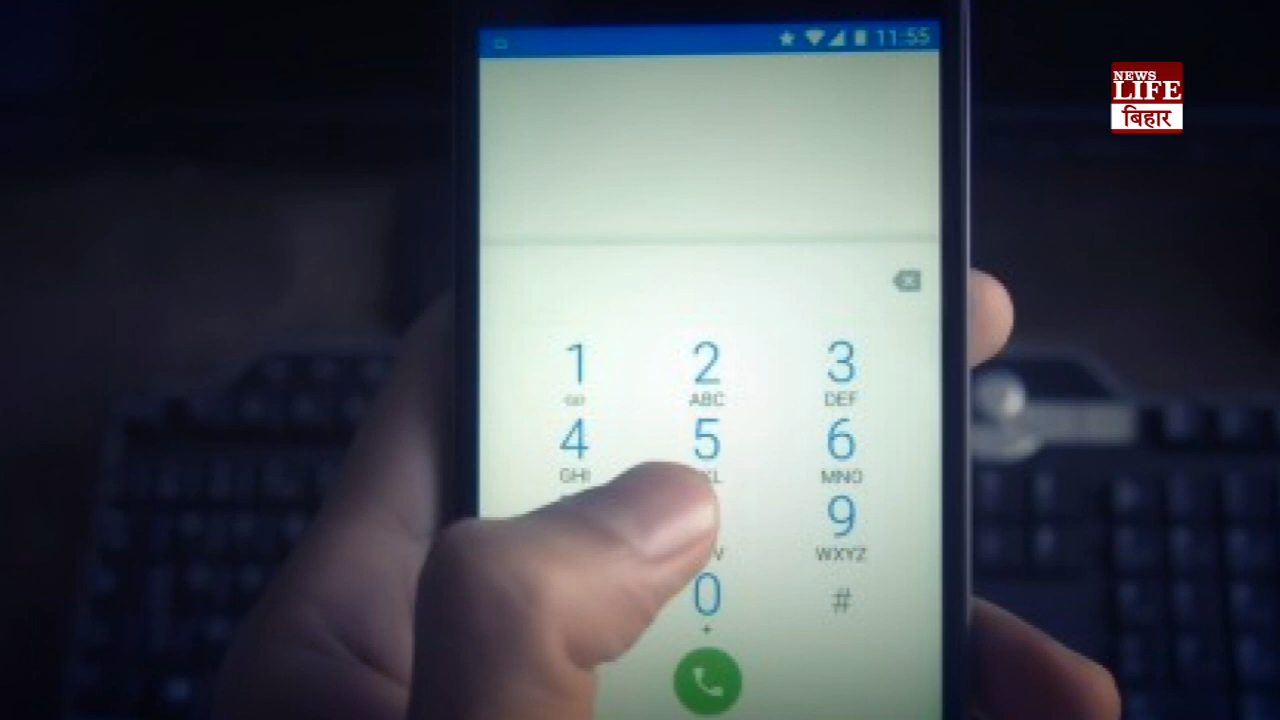 11:55
NEWS
LIFE
बिहार
1 2 3
ABC DEF
4 5 6
GHI MNO
9
WXYZ
0 #
+